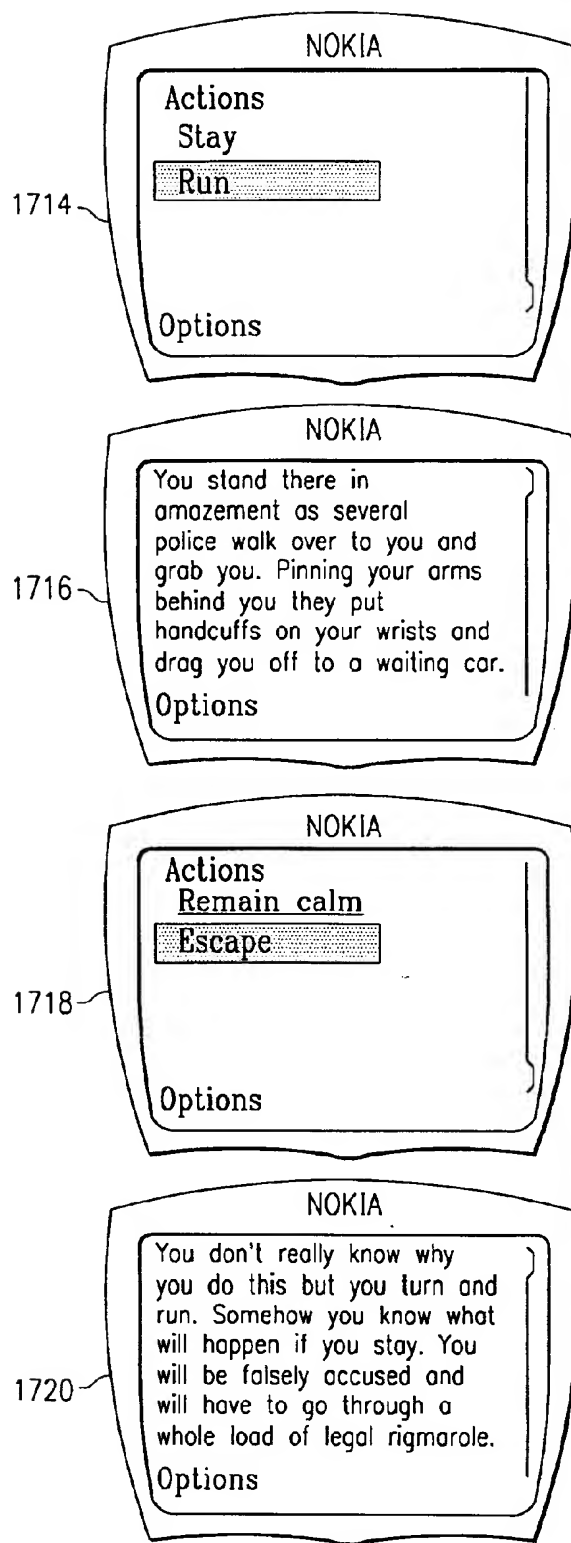 NOKIA
Actions
Stay
Run
1714
Options
NOKIA
You stand there in
amazement as several
police walk over to you and
grab you. Pinning your arms
1716
behind you they put
handcuffs on your wrists and
drag you off to a waiting car.
Options
NOKIA
Actions
Remain calm
Escape
1718
Options
NOKIA
You don't really know why
you do this but you turn and
run. Somehow you know what
will happen if you stay. You
will be falsely accused and
1720
will have to go through a
whole load of legal rigmarole.
Options